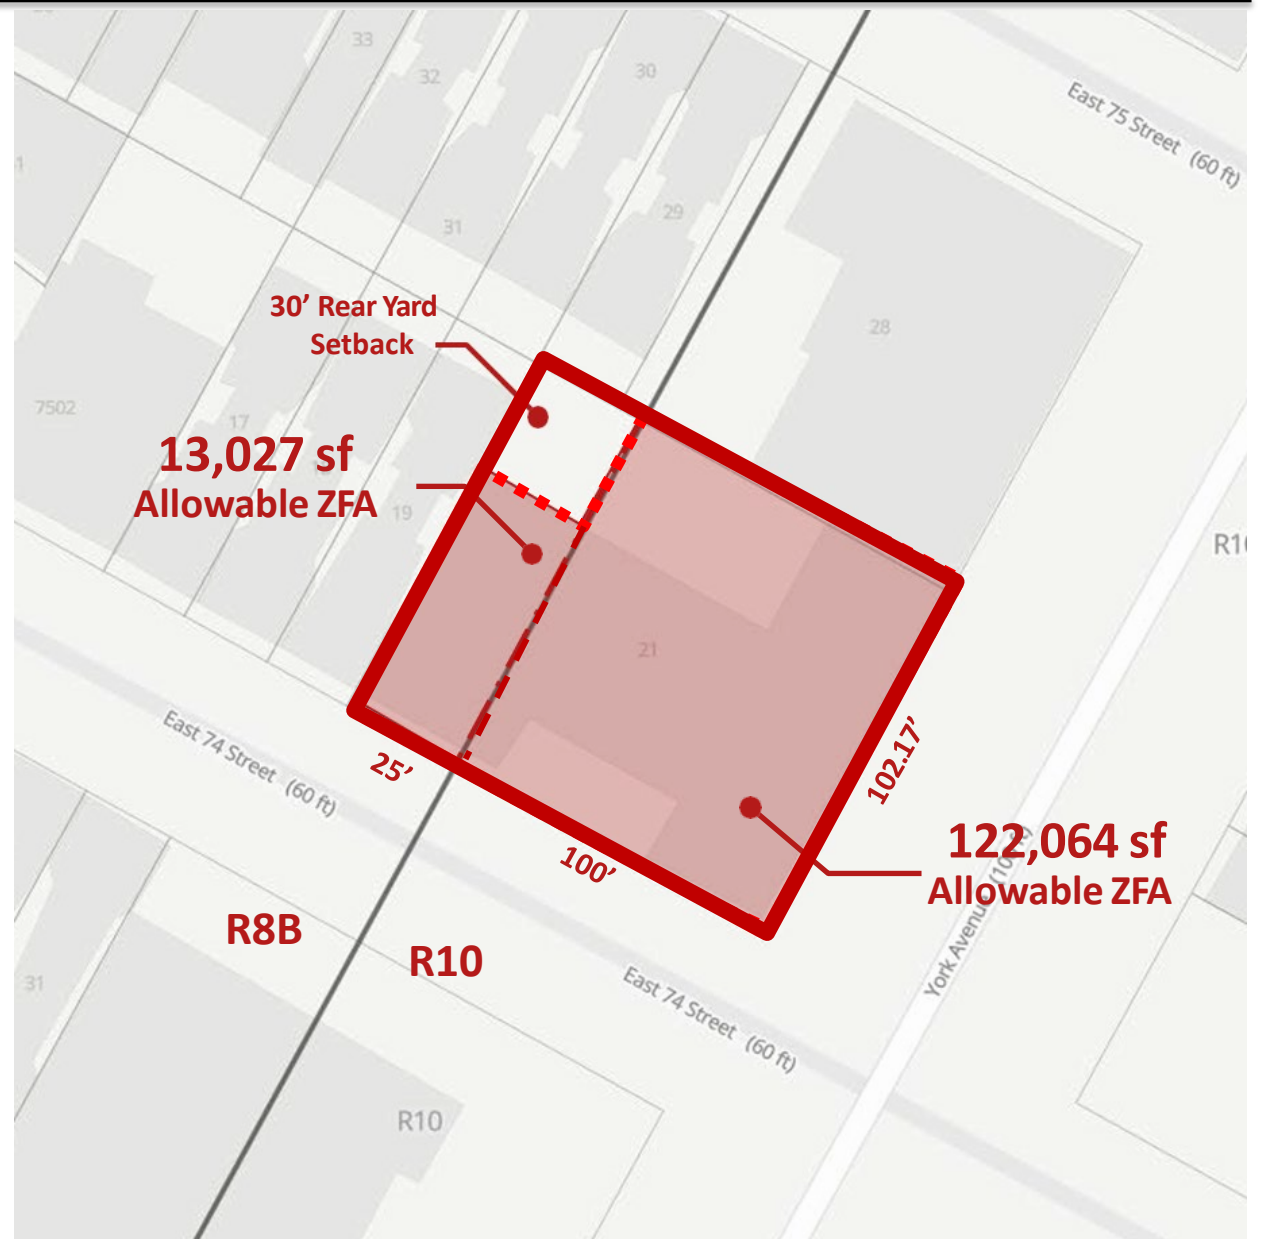 33
32
30
East 75 Street (60 ft)
1
31
29
28
30’ Rear Yard
Setback
7502
17
13,027 sf
Allowable ZFA
19
R10
21
East 74 Street (60 ft)
25’
102.17’
100’
122,064 sf
Allowable ZFA
York Avenue
R8B
R10
31
East 74 Street (60 ft)
R10